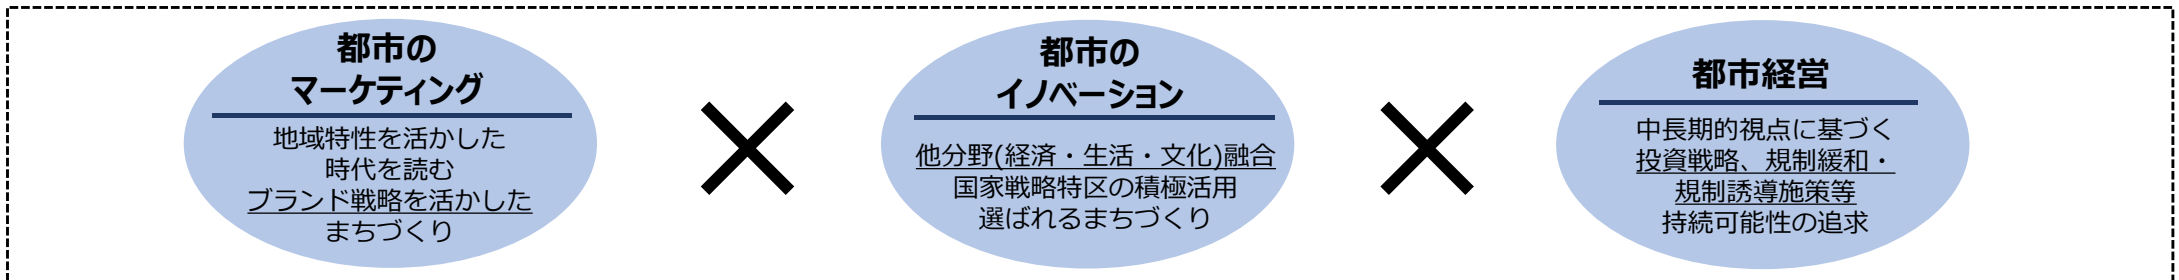 都市の
マーケティング
地域特性を活かした
時代を読む
ブランド戦略を活かした
まちづくり
都市の
イノベーション
他分野(経済・生活・文化)融合
国家戦略特区の積極活用
選ばれるまちづくり
都市経営
中長期的視点に基づく
投資戦略、規制緩和・
規制誘導施策等
持続可能性の追求